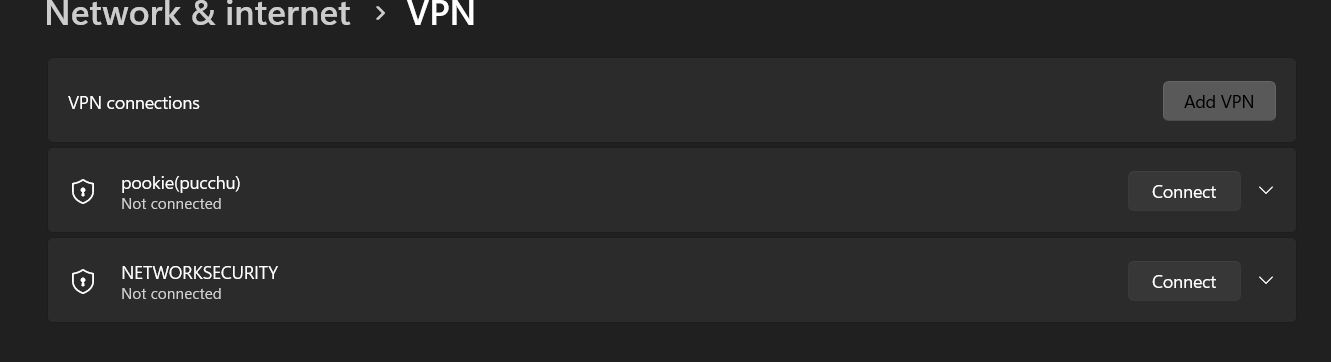 Network & internet > VPN
VPN connections
Add VPN
pookie(pucchu)
Not connected
Connect
NETWORKSECURITY
Not connected
Connect